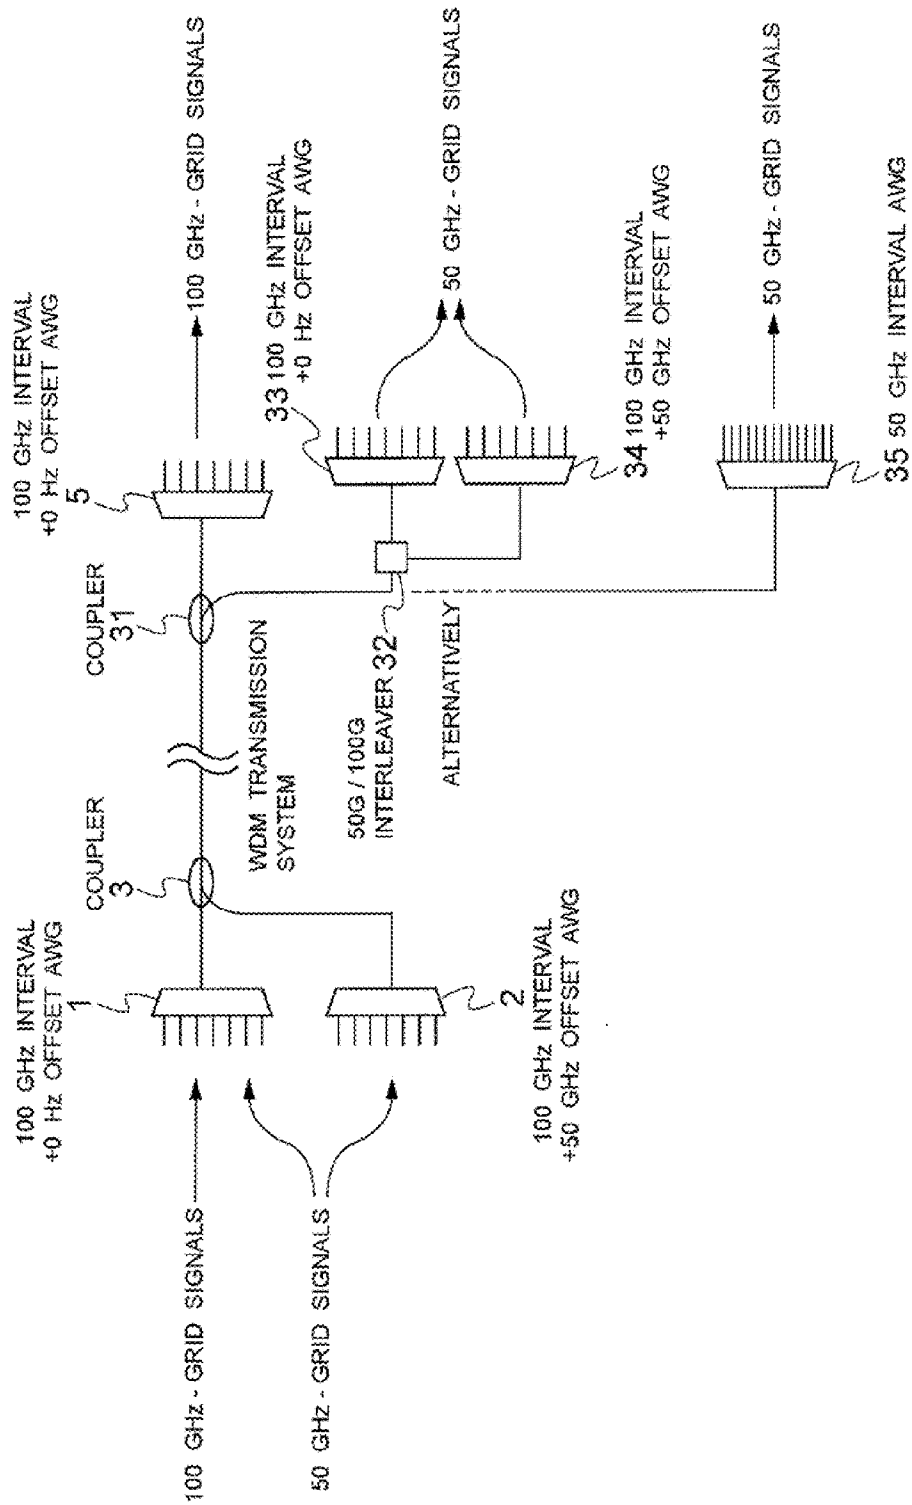 100 GHz - GRID SIGNALS
50 GHz - GRID SIGNALS
100 GHz INTERVAL
+0 Hz OFFSET AWG
1
2
100 GHz INTERVAL
+50 GHz OFFSET AWG
COUPLER
3
WDM TRANSMISSION
SYSTEM
COUPLER
31
50G / 100G
INTERLEAVER 32
ALTERNATIVELY
100 GHz INTERVAL
+0 Hz OFFSET AWG
5
100 GHz - GRID SIGNALS
33 100 GHz INTERVAL
+0 Hz OFFSET AWG
50 GHz - GRID SIGNALS
34 100 GHz INTERVAL
+50 GHz OFFSET AWG
50 GHz - GRID SIGNALS
35 50 GHz INTERVAL AWG